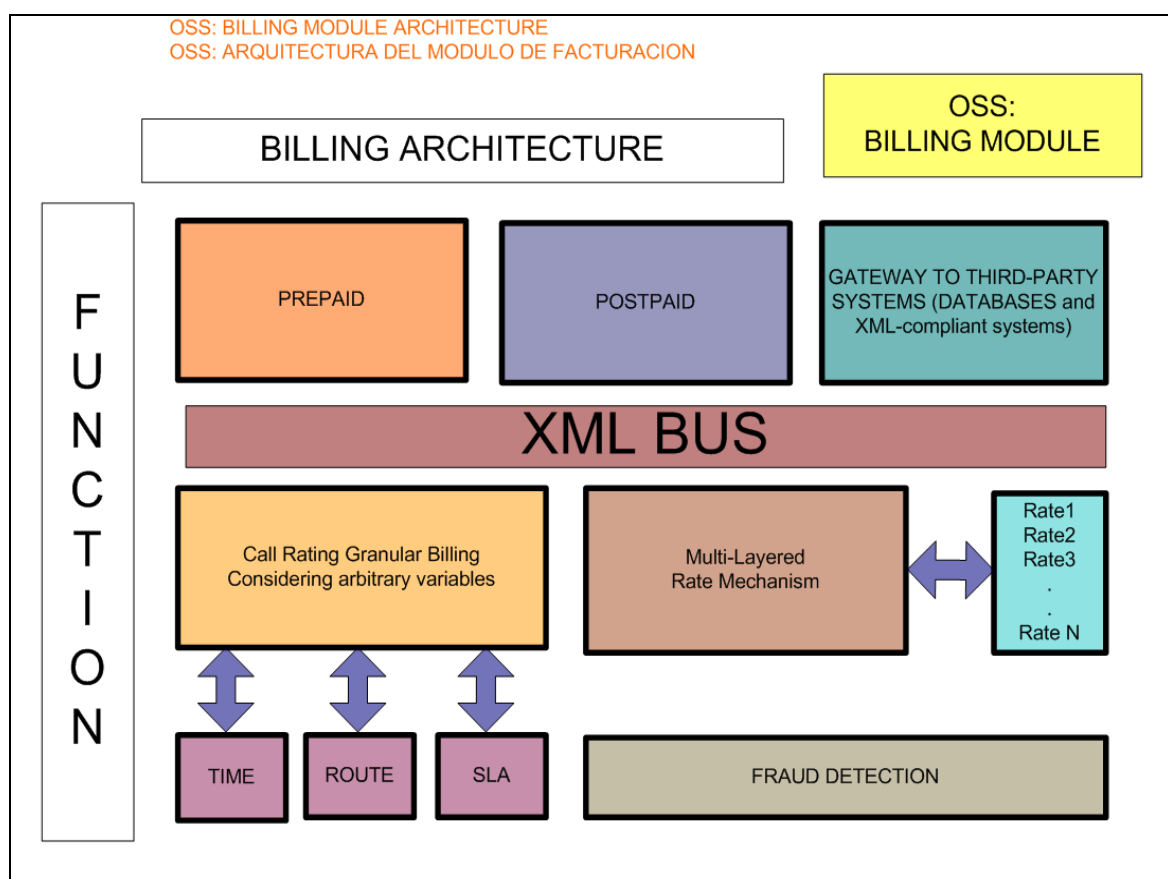 OSS: BILLING MODULE ARCHITECTURE
OSS: ARQUITECTURA DEL MODULO DE FACTURACION
OSS:
BILLING MODULE
BILLING ARCHITECTURE
FUNCTION
PREPAID
POSTPAID
GATEWAY TO THIRD-PARTY
SYSTEMS (DATABASES and
XML-compliant systems)
XML BUS
Call Rating Granular Billing
Considering arbitrary variables
Multi-Layered
Rate Mechanism
Rate1
Rate2
Rate3
.
.
Rate N
TIME
ROUTE
SLA
FRAUD DETECTION